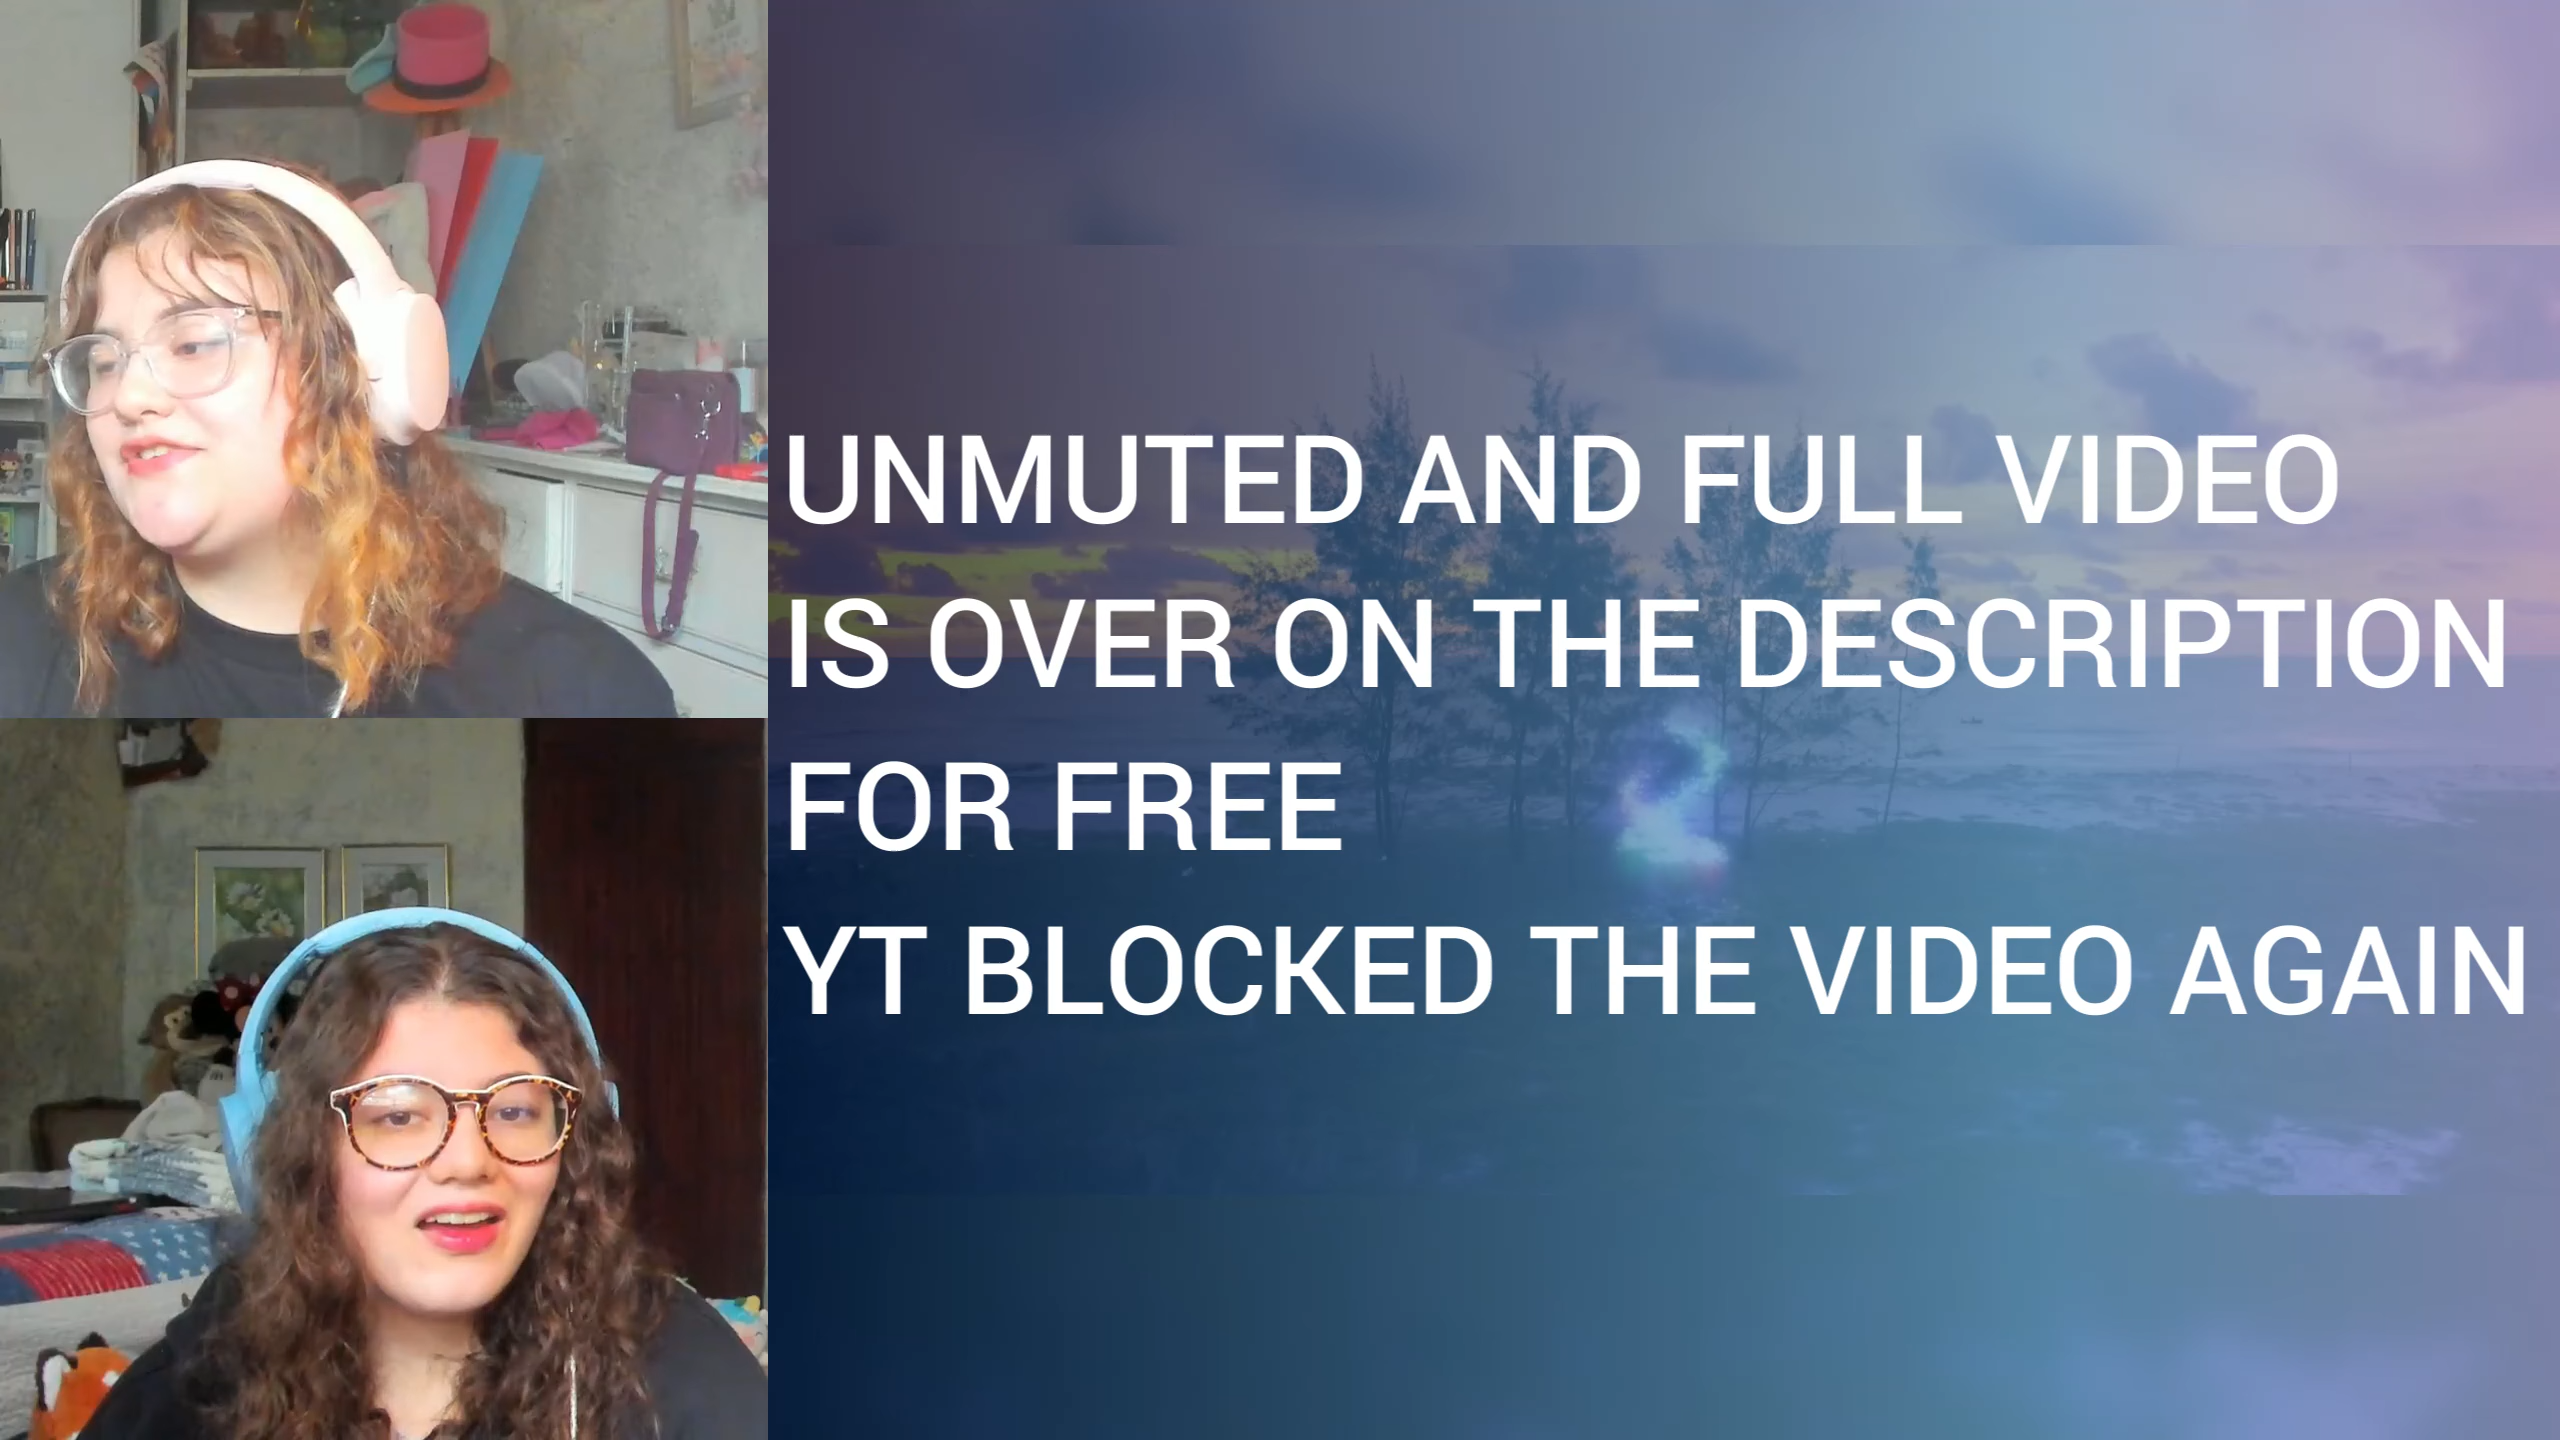 UNMUTED AND FULL VIDEO
IS OVER ON THE DESCRIPTION
FOR FREE
YT BLOCKED THE VIDEO AGAIN